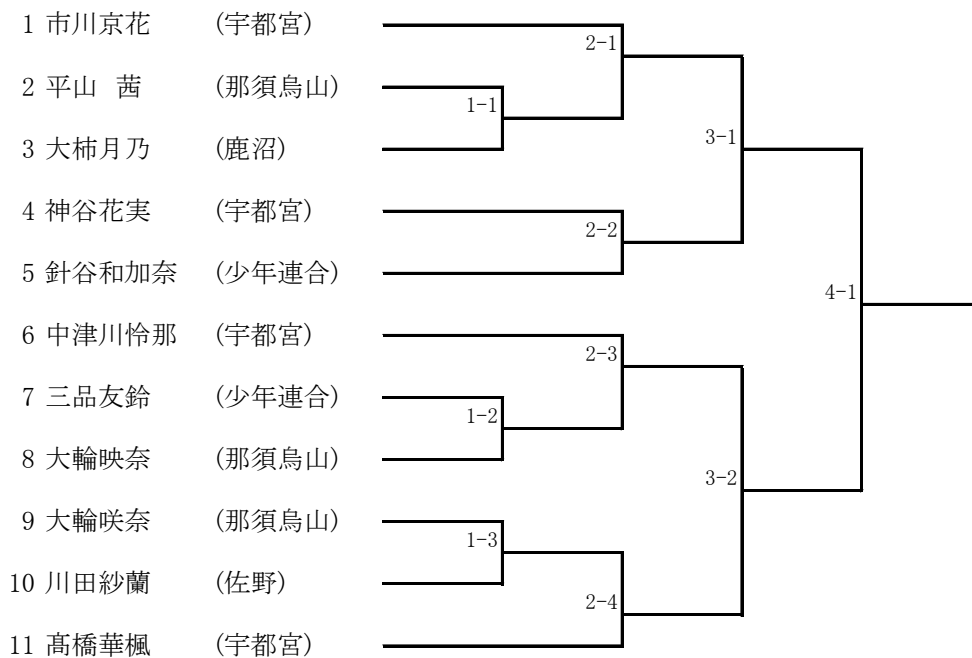 1 市川京花 (宇都宮)
2-1
2 平山 茜 (那須烏山)
1-1
3-1
3 大柿月乃 (鹿沼)
4 神谷花実 (宇都宮)
2-2
5 針谷和加奈 (少年連合)
4-1
6 中津川怜那 (宇都宮)
2-3
7 三品友鈴 (少年連合)
1-2
8 大輪映奈 (那須烏山)
3-2
9 大輪咲奈 (那須烏山)
1-3
10 川田紗蘭 (佐野)
2-4
11 髙橋華楓 (宇都宮)